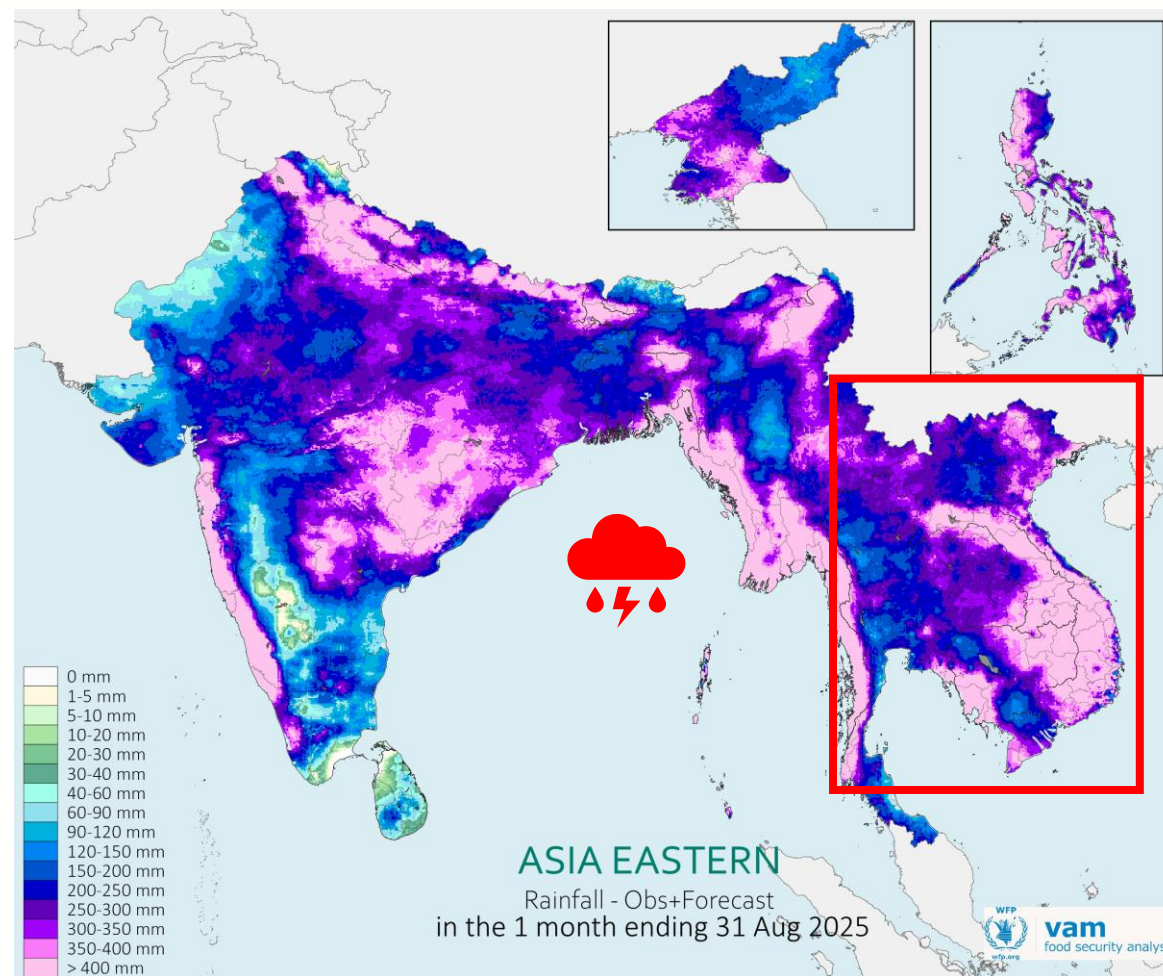 0 mm
1-5 mm
5-10 mm
10-20 mm
20-30 mm
30-40 mm
40-60 mm
60-90 mm
90-120 mm
120-150 mm
150-200 mm
200-250 mm
250-300 mm
300-350 mm
350-400 mm
> 400 mm
ASIA EASTERN
Rainfall - Obs+Forecast
in the 1 month ending 31 Aug 2025
WFP
wfp.org
vam
food security analys